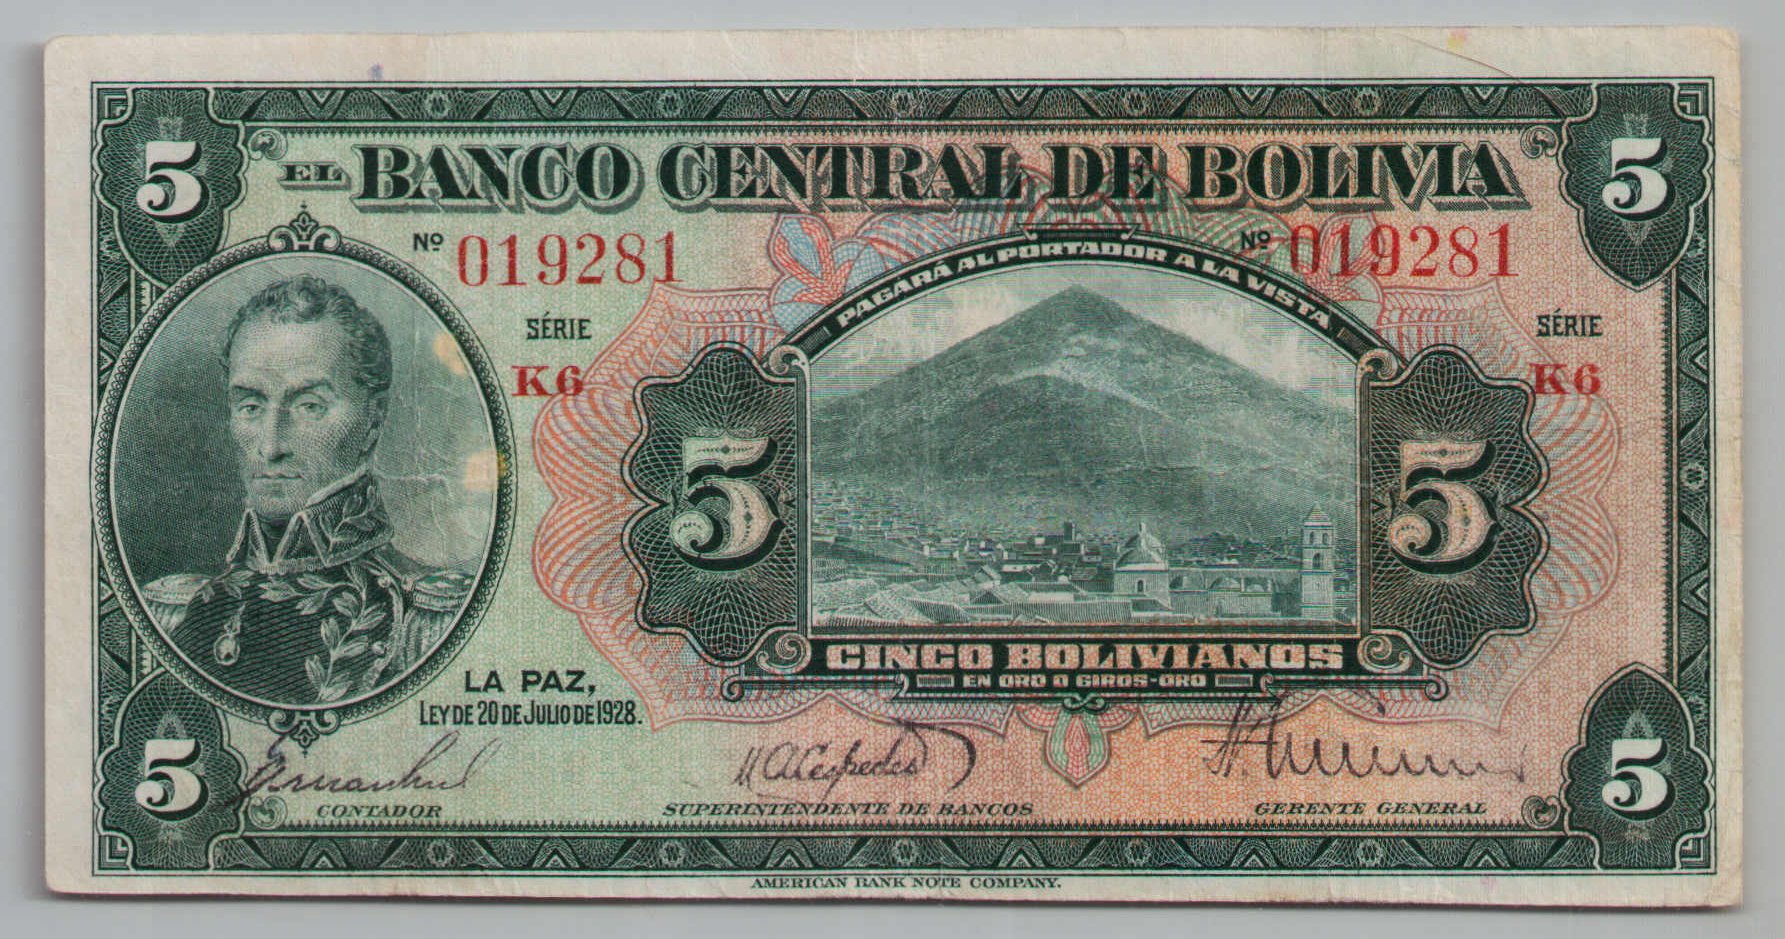 5
5
EL BANCO CENTRAL DE BOLIVIA
Nº 019281
Nº 019281
PAGARÁ AL PORTADOR A LA VISTA
SÉRIE
K6
SÉRIE
K6
5
5
CINCO BOLIVIANOS
EN ORO O GIROS-ORO
LA PAZ,
LEY DE 20 DE JULIO DE 1928.
5
5
CONTADOR
SUPERINTENDENTE DE BANCOS
GERENTE GENERAL
AMERICAN BANK NOTE COMPANY.